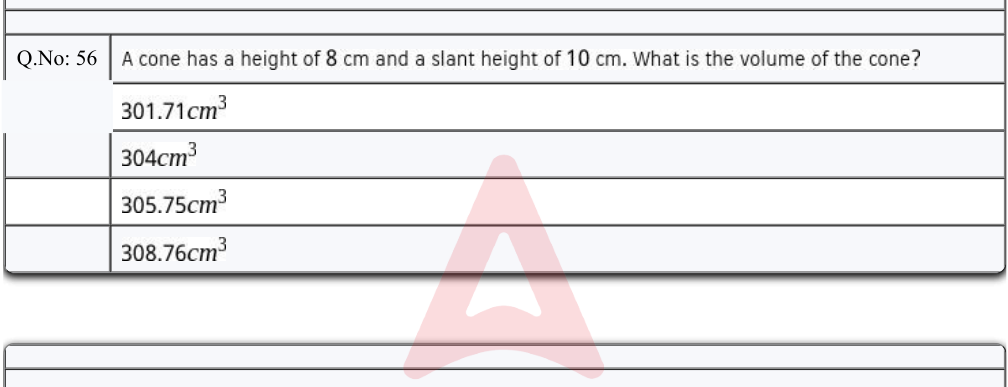 Q.No: 56 A cone has a height of 8 cm and a slant height of 10 cm. What is the volume of the cone?
301.71cm³
304cm³
305.75cm³
308.76cm³